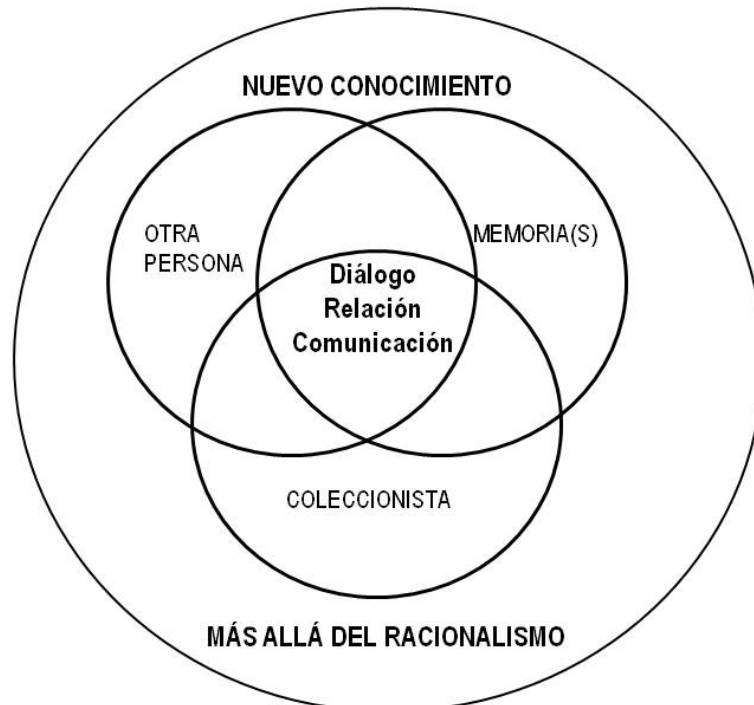 NUEVO CONOCIMIENTO
OTRA
PERSONA
MEMORIA(S)
Diálogo
Relación
Comunicación
COLECCIONISTA
MÁS ALLÁ DEL RACIONALISMO